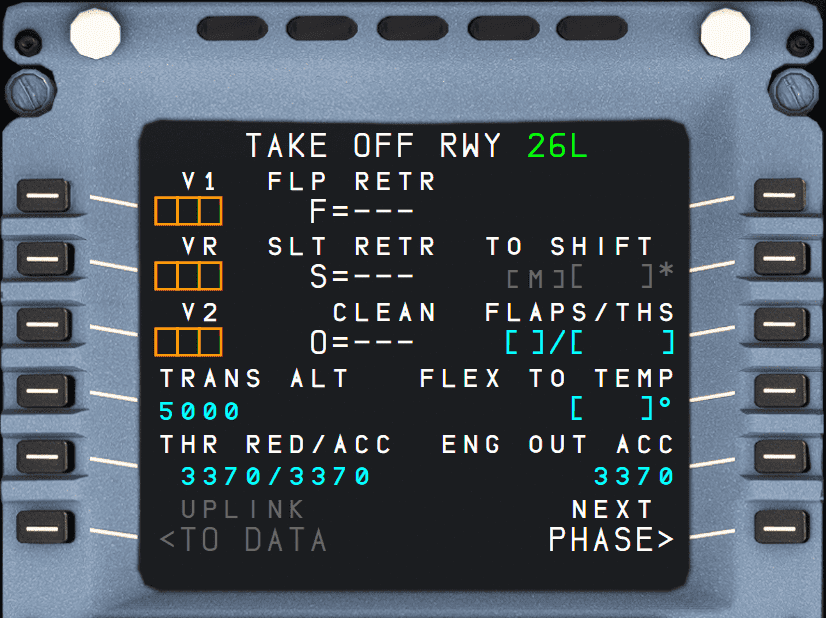 TAKE OFF RWY 26L
V1 FLP RETR
F=---
VR SLT RETR TO SHIFT
S=--- [M][ ]*
V2 CLEAN FLAPS/THS
O=--- [ ]/[ ]
TRANS ALT FLEX TO TEMP
5000 [ ]°
THR RED/ACC ENG OUT ACC
3370/3370 3370
UPLINK NEXT
<TO DATA PHASE>